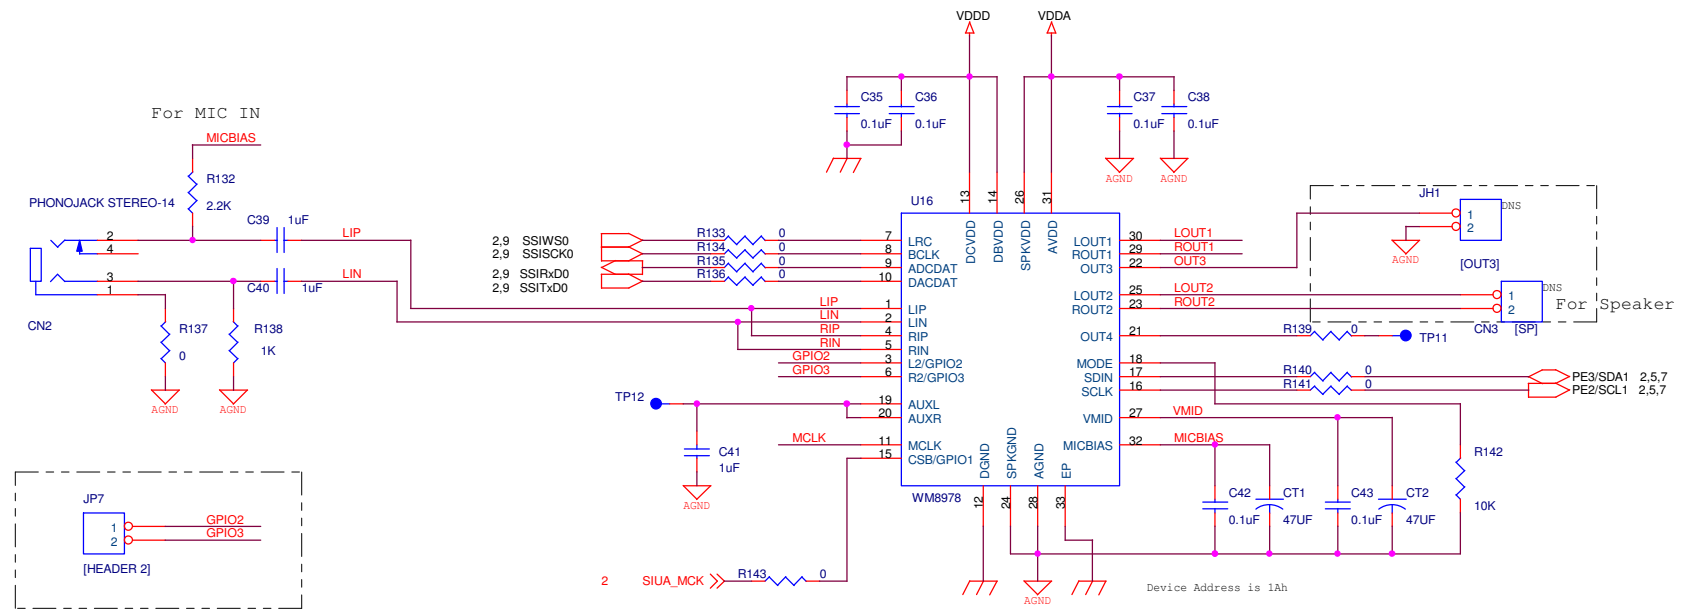 VDDD
VDDA
For MIC IN
MICBIAS
R132
2.2K
PHONOJACK STEREO-14
C39
1uF
LIP
2
4
3
1
C40
1uF
LIN
CN2
R137
0
R138
1K
AGND
AGND
C35
0.1uF
C36
0.1uF
C37
0.1uF
C38
0.1uF
AGND
AGND
2,9 SSIWS0
2,9 SSISCK0
2,9 SSIRxD0
2,9 SSITxD0
R133 0
R134 0
R135 0
R136 0
U16
13
14
26
31
DCVDD
DBVDD
SPKVDD
AVDD
7 LRC
8 BCLK
9 ADCDAT
10 DACDAT
LIP 1 LIP
LIN 2 LIN
RIP 4 RIP
RIN 5 RIN
GPIO2 3 L2/GPIO2
GPIO3 6 R2/GPIO3
TP12
19 AUXL
20 AUXR
MCLK 11 MCLK
15 CSB/GPIO1
C41
1uF
AGND
LOUT1 30 LOUT1
ROUT1 29 ROUT1
OUT3 22 OUT3
LOUT2 25 LOUT2
ROUT2 23 ROUT2
OUT4 21
MODE 18
SDIN 17
SCLK 16
VMID 27 VMID
MICBIAS 32 MICBIAS
DGND
SPKGND
AGND
EP
12
24
28
33
WM8978
JH1
DNS
1
2
AGND
[OUT3]
DNS
1
2
For Speaker
CN3
[SP]
R139 0
TP11
R140 0
R141 0
PE3/SDA1 2,5,7
PE2/SCL1 2,5,7
R142
10K
C42
0.1uF
CT1
47UF
C43
0.1uF
CT2
47UF
JP7
1 GPIO2
2 GPIO3
[HEADER 2]
2 SIUA_MCK
R143 0
AGND
Device Address is 1Ah